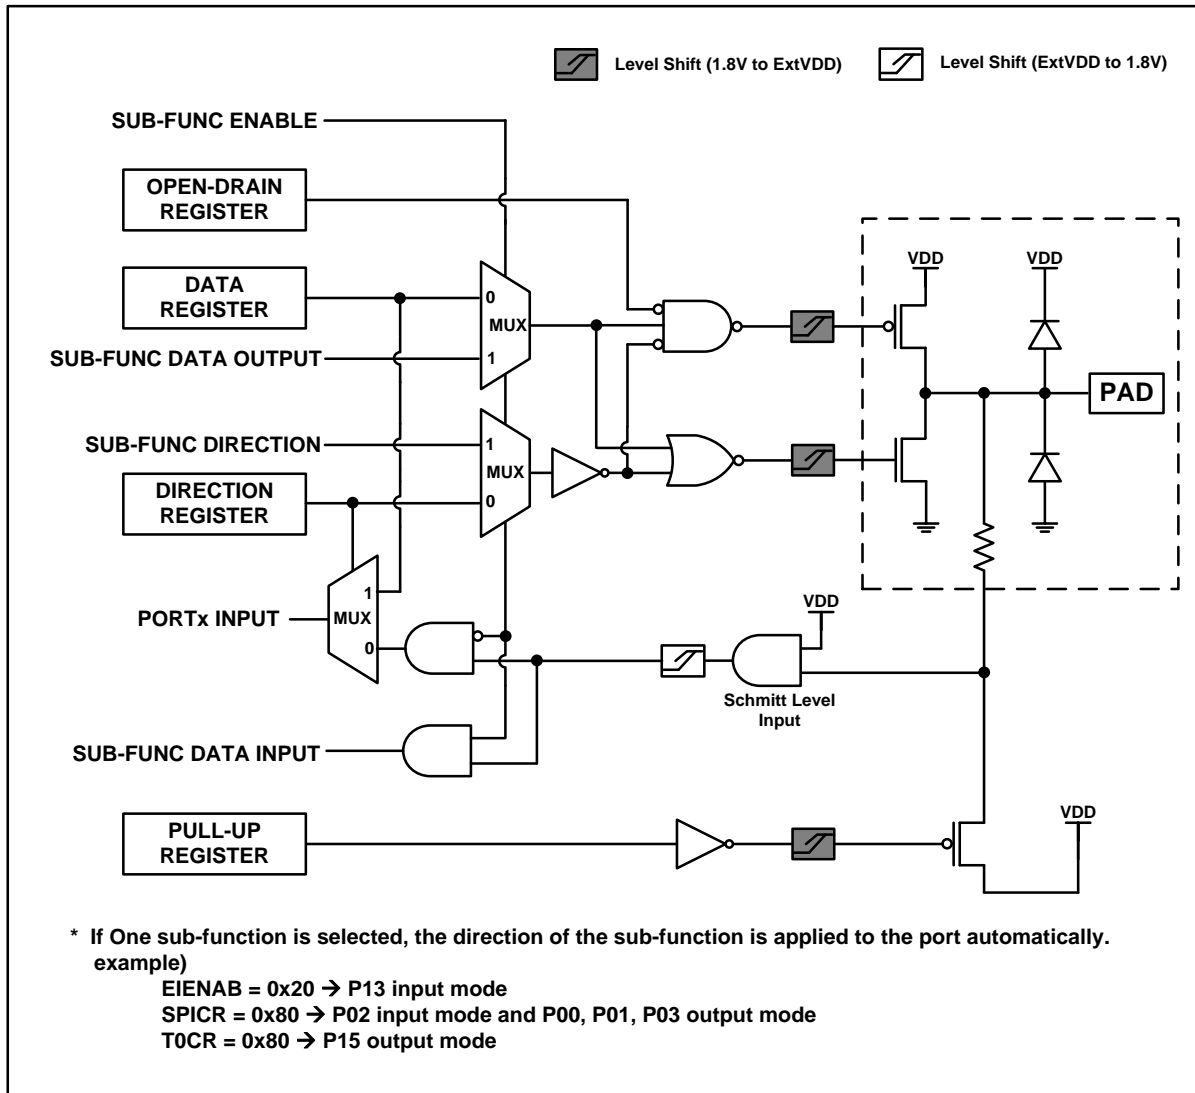 Level Shift (1.8V to ExtVDD)
Level Shift (ExtVDD to 1.8V)
SUB-FUNC ENABLE
OPEN-DRAIN
REGISTER
VDD
VDD
DATA
REGISTER
0
MUX
1
SUB-FUNC DATA OUTPUT
PAD
SUB-FUNC DIRECTION
1
MUX
0
DIRECTION
REGISTER
1
MUX
0
PORTx INPUT
VDD
Schmitt Level
Input
SUB-FUNC DATA INPUT
VDD
PULL-UP
REGISTER
* If One sub-function is selected, the direction of the sub-function is applied to the port automatically.
example)
EIENAB = 0x20 → P13 input mode
SPICR = 0x80 → P02 input mode and P00, P01, P03 output mode
T0CR = 0x80 → P15 output mode